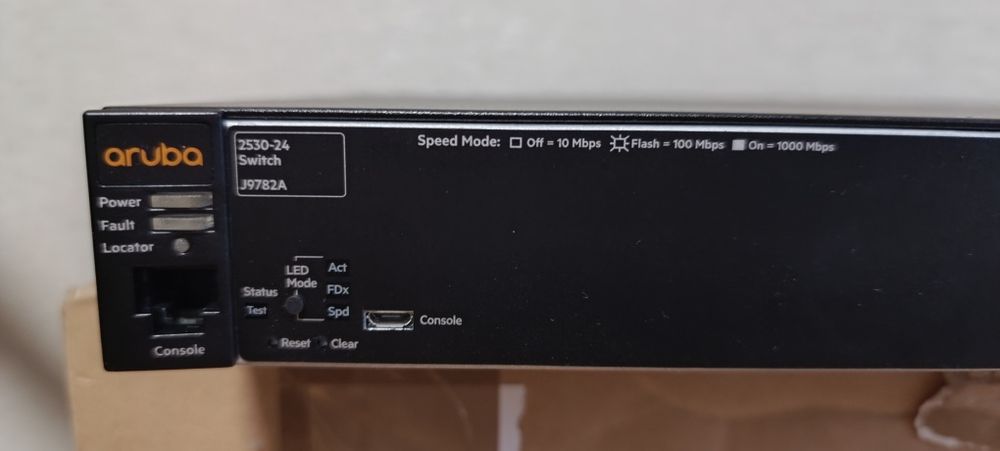 aruba
Power
Fault
Locator
Console
2530-24
Switch
J9782A
Speed Mode: Off = 10 Mbps Flash = 100 Mbps On = 1000 Mbps
LED
Mode
Act
FDx
Spd
Status
Test
Console
Reset Clear